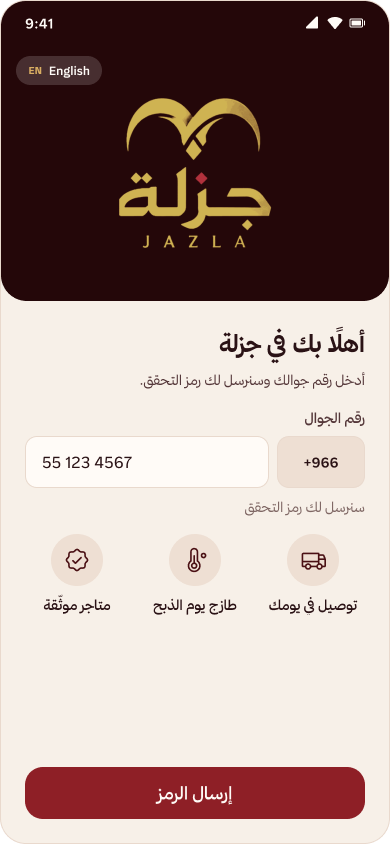 9:41
EN English
جزلة
JAZLA
أهلًا بك في جزلة
أدخل رقم جوالك وسنرسل لك رمز التحقق.
رقم الجوال
+966
55 123 4567
سنرسل لك رمز التحقق
توصيل في يومك
طازج يوم الذبح
متاجر موثّقة
إرسال الرمز